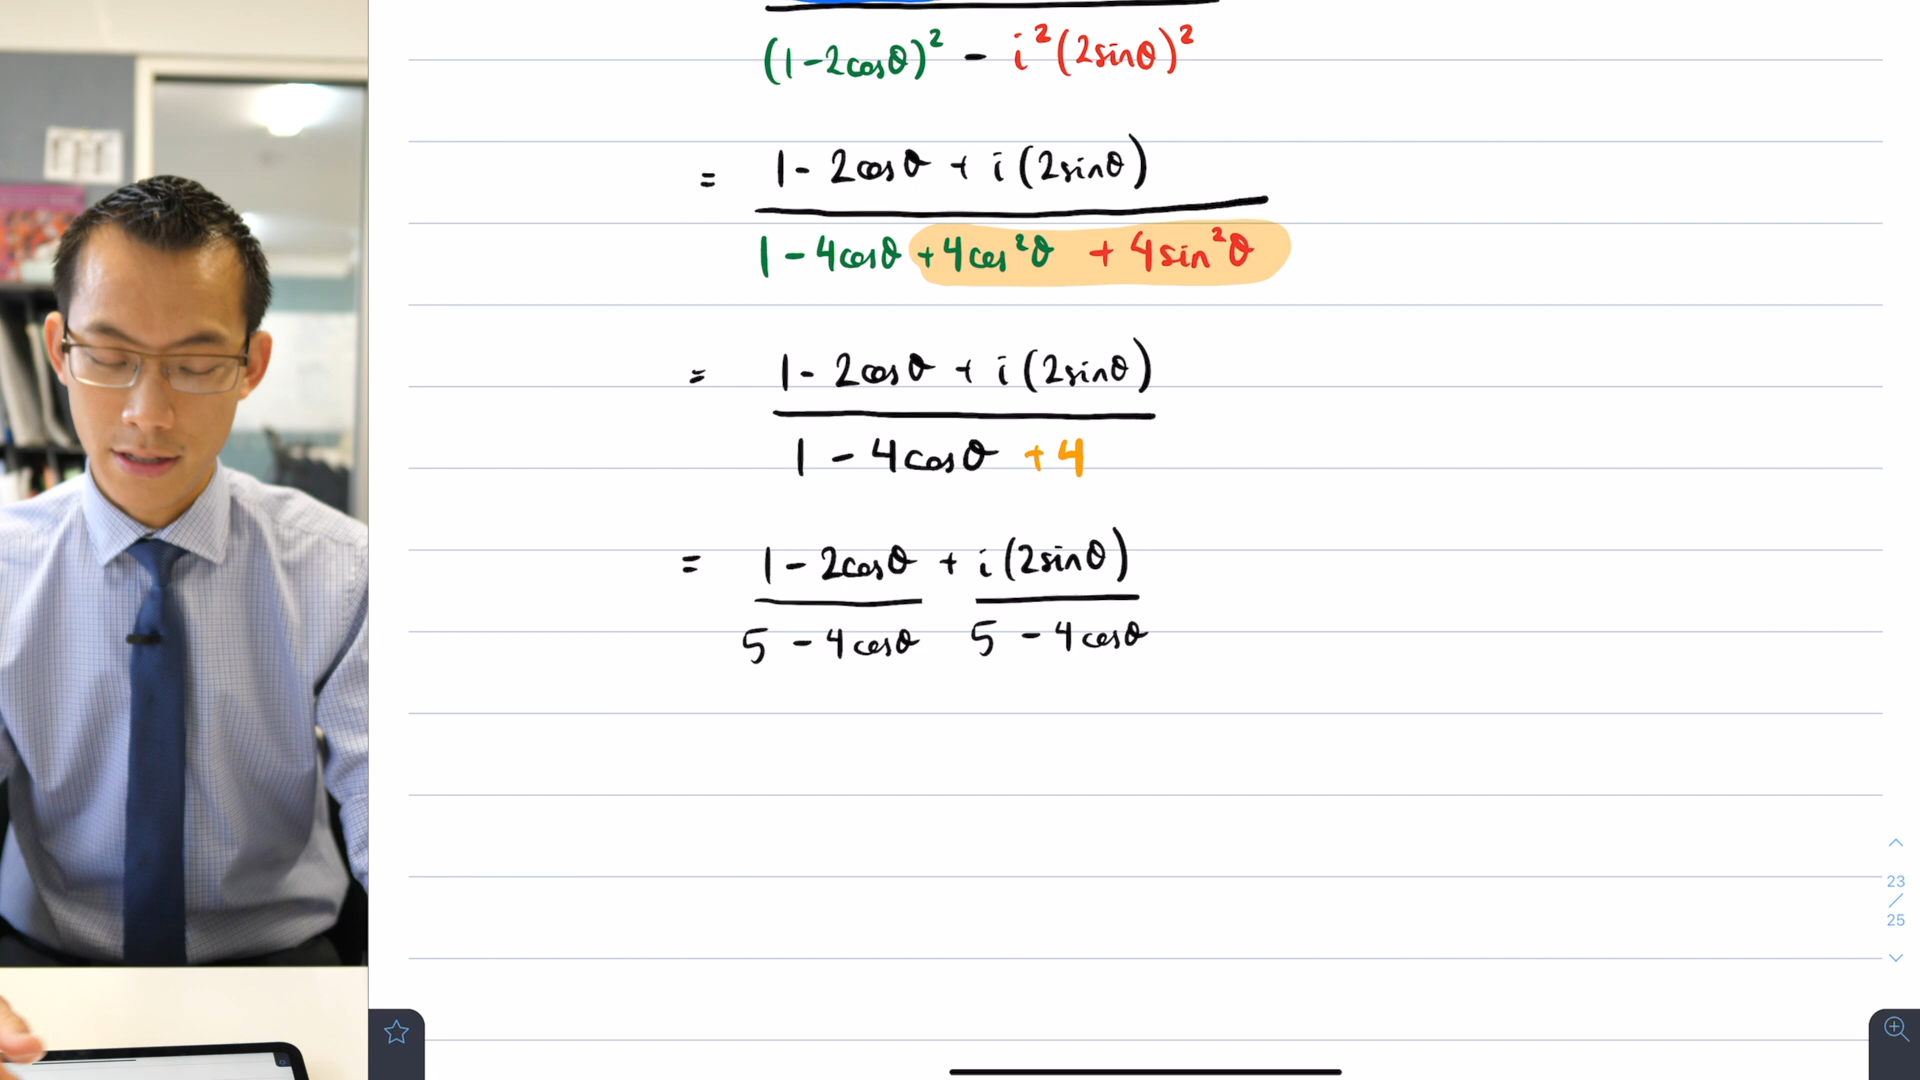 (1-2cosθ)² - i²(2sinθ)²
= 1 - 2cosθ + i(2sinθ)
1 - 4cosθ + 4cos²θ + 4sin²θ
= 1 - 2cosθ + i(2sinθ)
1 - 4cosθ + 4
= 1 - 2cosθ + i(2sinθ)
5 - 4cosθ 5 - 4cosθ
23
/
25